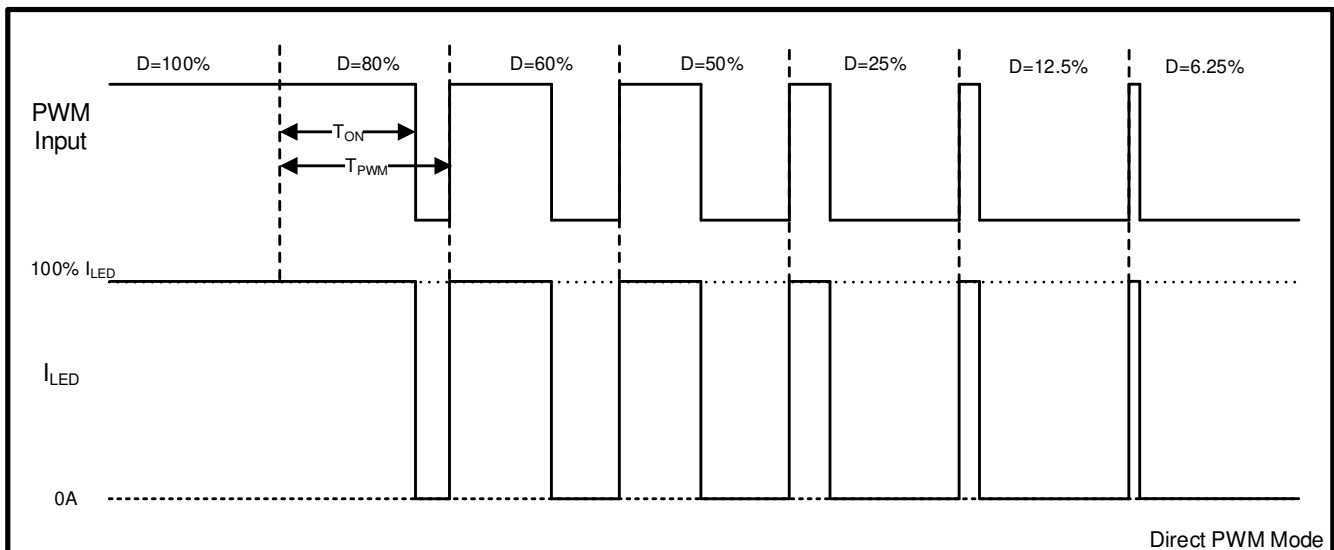 D=100% D=80% D=60% D=50% D=25% D=12.5% D=6.25%
PWM
Input
TON
TPWM
100% ILED
ILED
0A
Direct PWM Mode